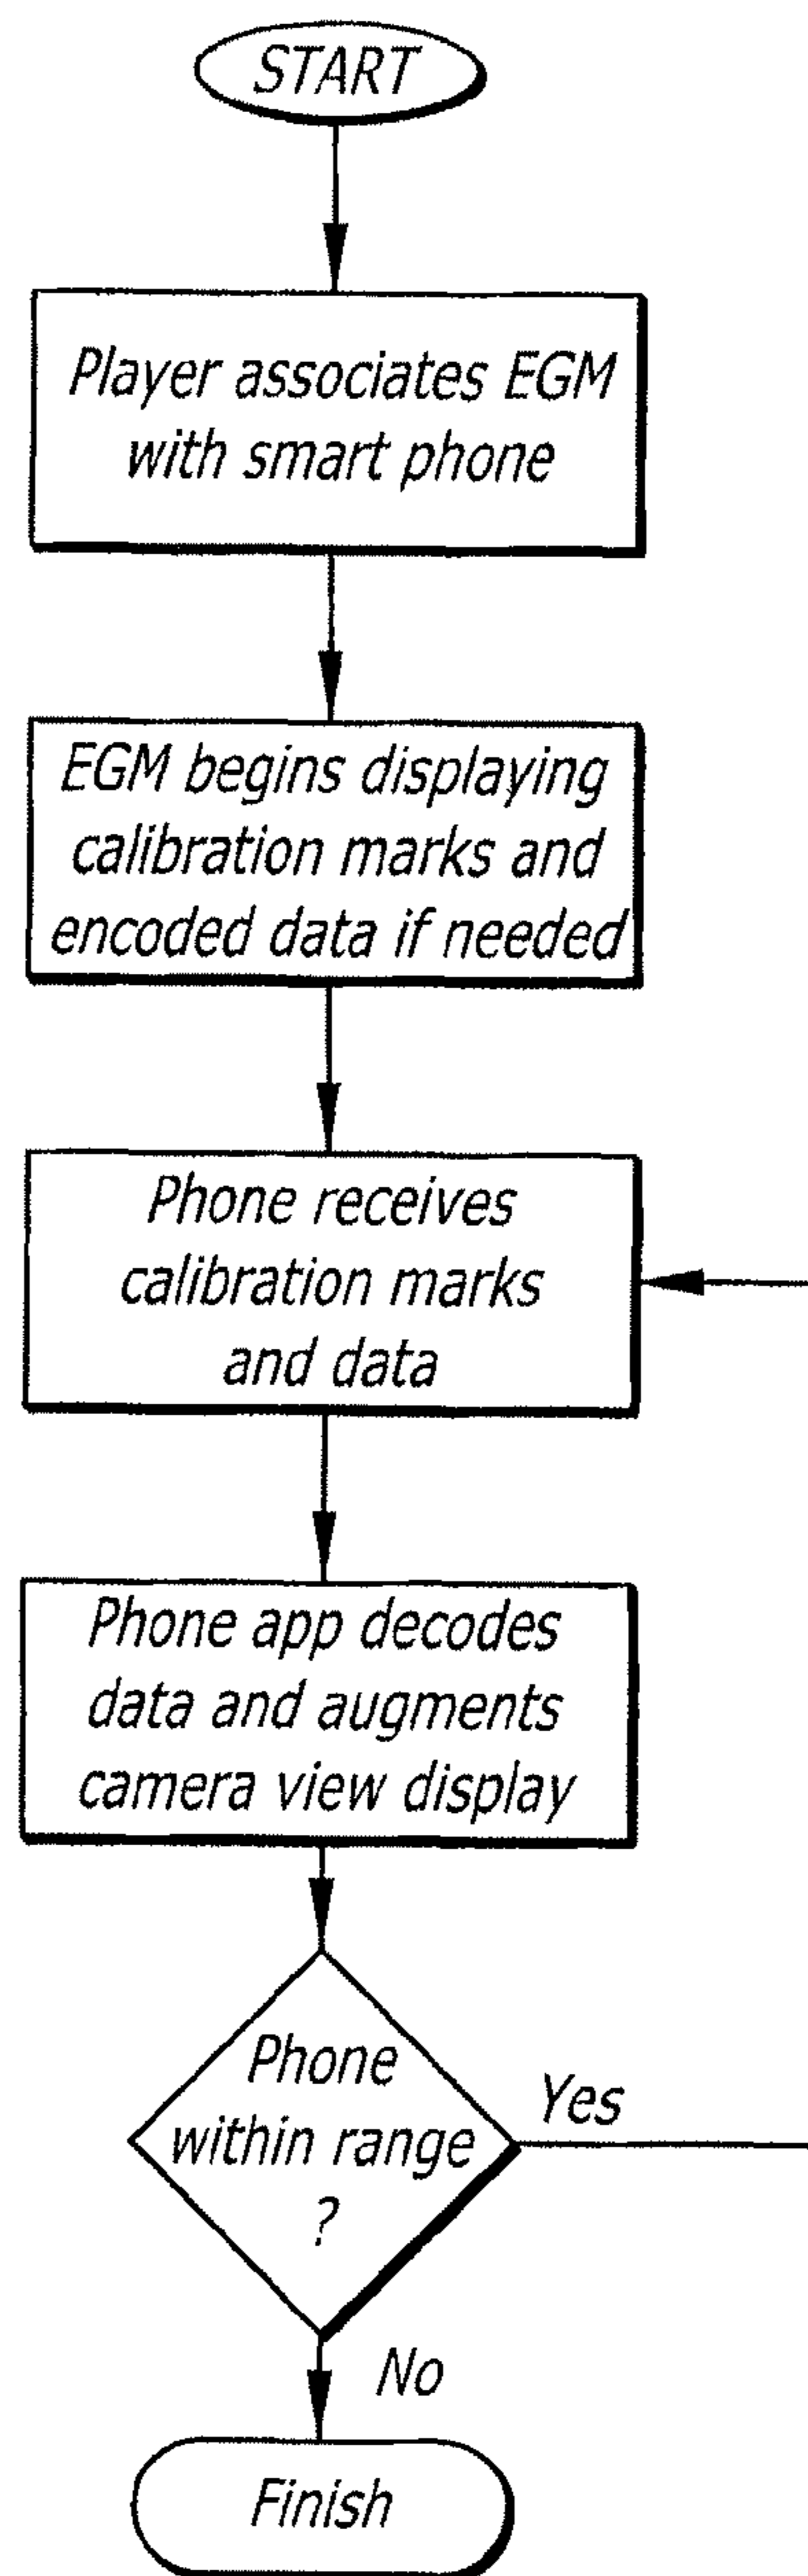 START
Player associates EGM
with smart phone
EGM begins displaying
calibration marks and
encoded data if needed
Phone receives
calibration marks
and data
Phone app decodes
data and augments
camera view display
Phone
within range
?
Yes
No
Finish